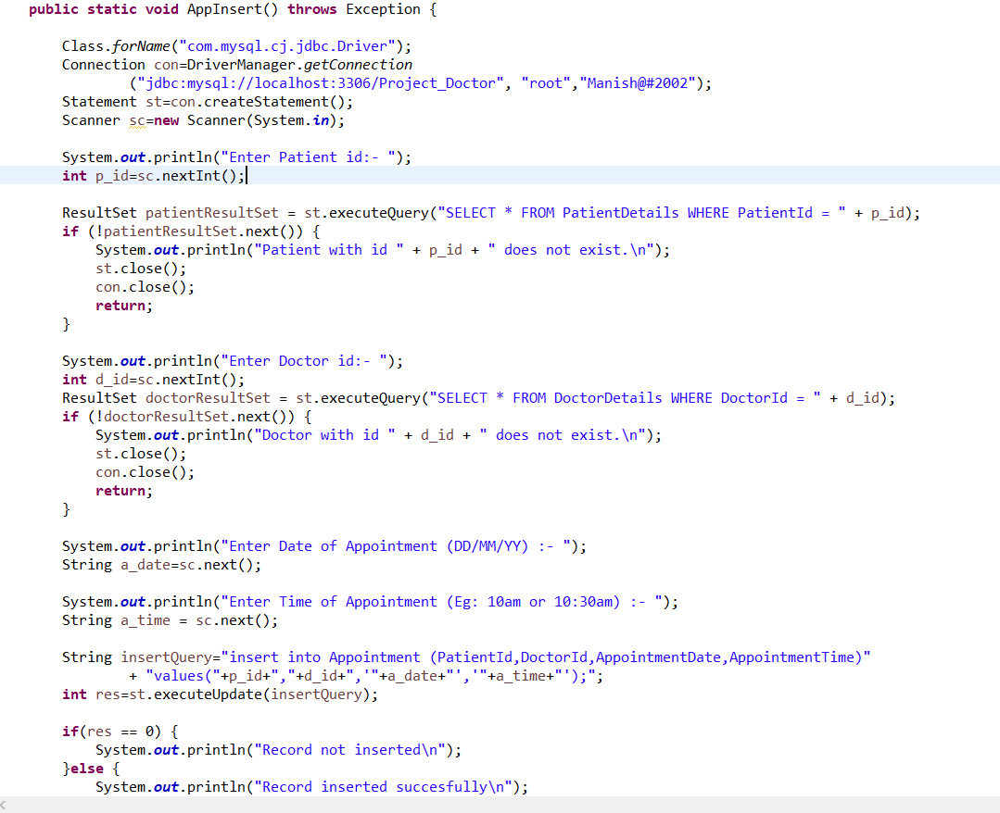 public static void AppInsert() throws Exception {
Class.forName("com.mysql.cj.jdbc.Driver");
Connection con=DriverManager.getConnection
("jdbc:mysql://localhost:3306/Project_Doctor", "root","Manish@#2002");
Statement st=con.createStatement();
Scanner sc=new Scanner(System.in);
System.out.println("Enter Patient id:- ");
int p_id=sc.nextInt();
ResultSet patientResultSet = st.executeQuery("SELECT * FROM PatientDetails WHERE PatientId = " + p_id);
if (!patientResultSet.next()) {
System.out.println("Patient with id " + p_id + " does not exist.\n");
st.close();
con.close();
return;
}
System.out.println("Enter Doctor id:- ");
int d_id=sc.nextInt();
ResultSet doctorResultSet = st.executeQuery("SELECT * FROM DoctorDetails WHERE DoctorId = " + d_id);
if (!doctorResultSet.next()) {
System.out.println("Doctor with id " + d_id + " does not exist.\n");
st.close();
con.close();
return;
}
System.out.println("Enter Date of Appointment (DD/MM/YY) :- ");
String a_date=sc.next();
System.out.println("Enter Time of Appointment (Eg: 10am or 10:30am) :- ");
String a_time = sc.next();
String insertQuery="insert into Appointment (PatientId,DoctorId,AppointmentDate,AppointmentTime)"
+ "values("+p_id+","+d_id+",'"+a_date+"','"+a_time+"');";
int res=st.executeUpdate(insertQuery);
if(res == 0) {
System.out.println("Record not inserted\n");
}else {
System.out.println("Record inserted succesfully\n");